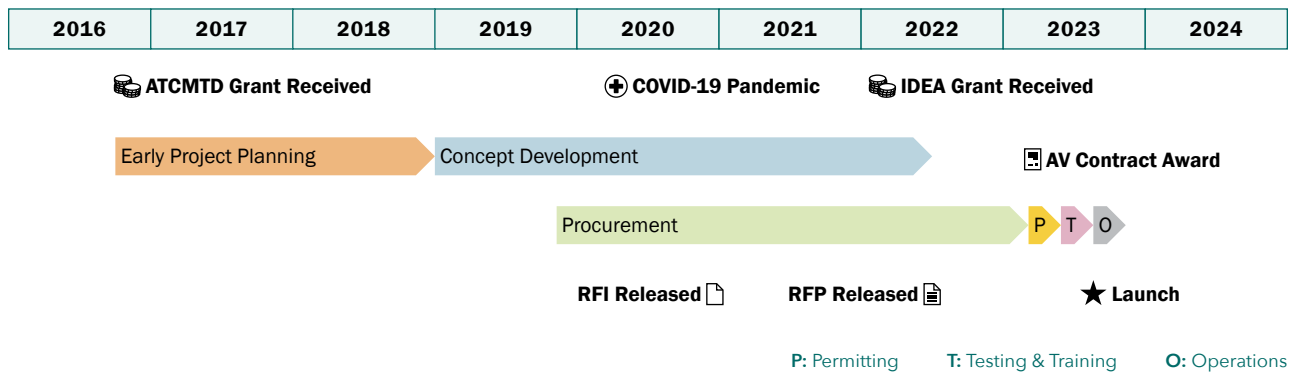 2016 2017 2018 2019 2020 2021 2022 2023 2024
ATCMTD Grant Received COVID-19 Pandemic IDEA Grant Received
Early Project Planning Concept Development AV Contract Award
Procurement P T O
RFI Released RFP Released Launch
P: Permitting T: Testing & Training O: Operations